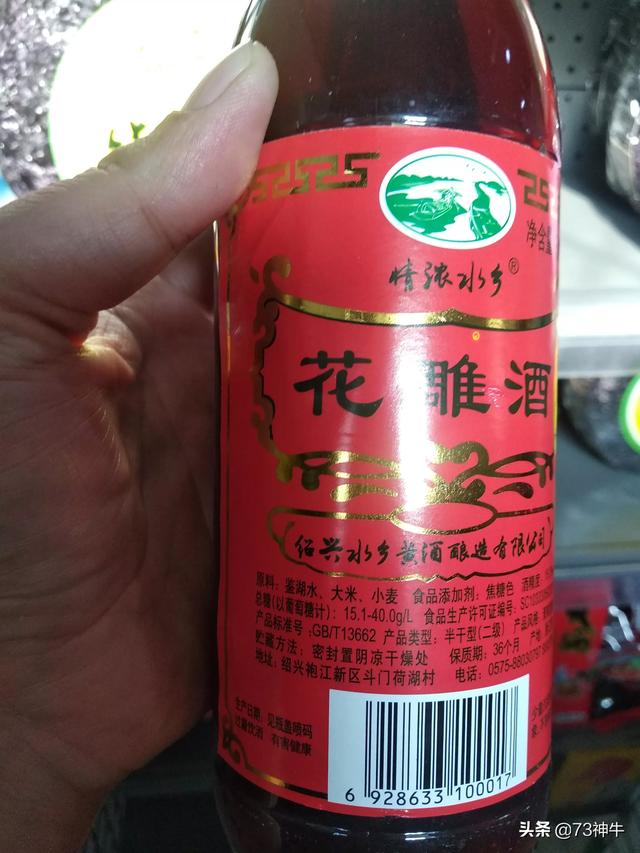 净含
情浓水乡®
花雕酒
绍兴水乡黄酒酿造有限公司
原料：鉴湖水、大米、小麦 食品添加剂：焦糖色 酒精度：
总糖(以葡萄糖计)：15.1-40.0g/L 食品生产许可证编号：
产品标准号：GB/T13662 产品类型：半干型(二级) 产品风格：
贮藏方法：密封置阴凉干燥处 保质期：36个月 产地：
地址：绍兴袍江新区斗门荷湖村 电话：0575-88030797
生产日期：见瓶盖喷码
过量饮酒 有害健康
6 928633 100017
头条 @73神牛